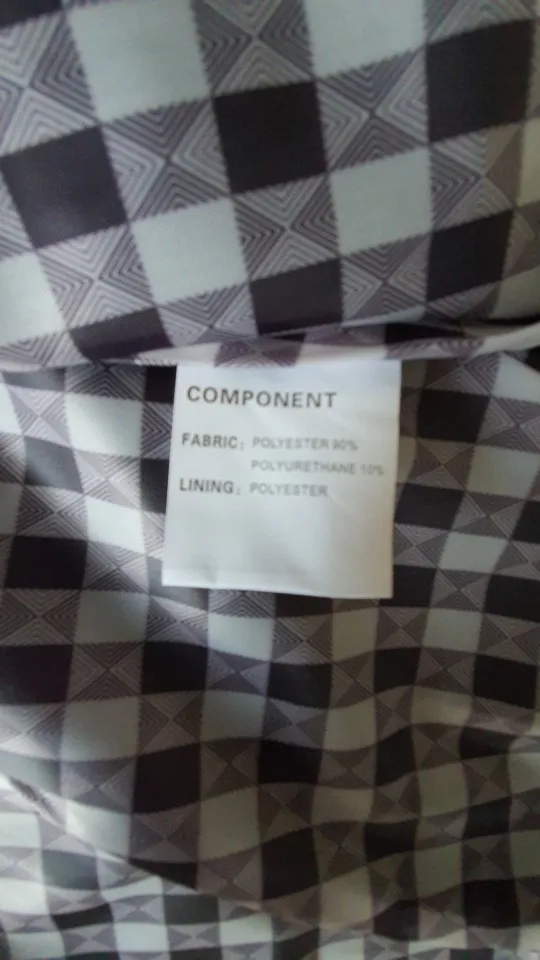 COMPONENT
FABRIC: POLYESTER 90%
POLYURETHANE 10%
LINING: POLYESTER